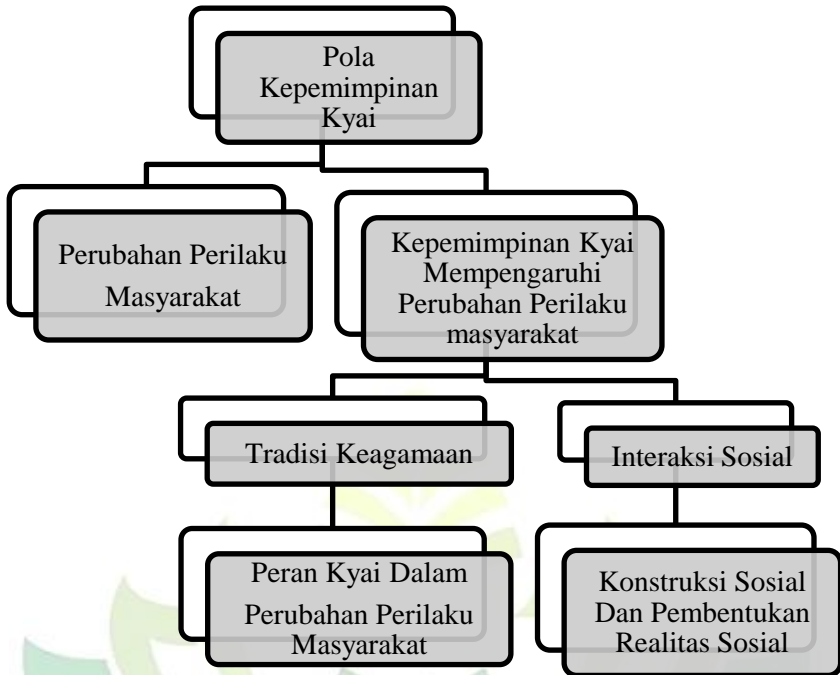 Pola
Kepemimpinan
Kyai
Perubahan Perilaku
Masyarakat
Kepemimpinan Kyai
Mempengaruhi
Perubahan Perilaku
masyarakat
Tradisi Keagamaan
Interaksi Sosial
Peran Kyai Dalam
Perubahan Perilaku
Masyarakat
Konstruksi Sosial
Dan Pembentukan
Realitas Sosial